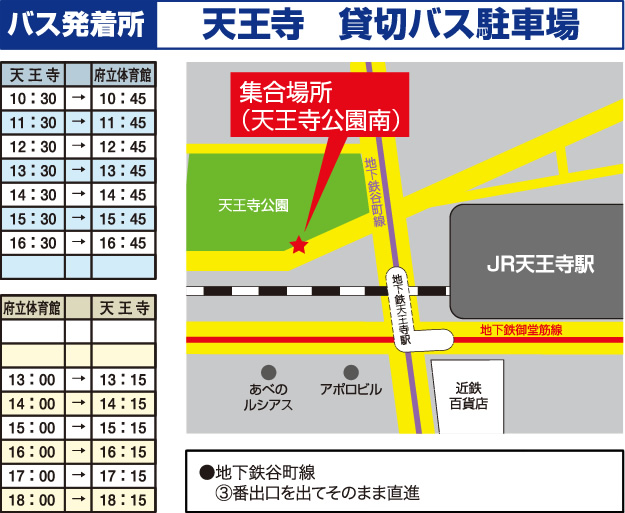 バス発着所
天王寺　貸切バス駐車場
天王寺 府立体育館
10：30 → 10：45
11：30 → 11：45
12：30 → 12：45
13：30 → 13：45
14：30 → 14：45
15：30 → 15：45
16：30 → 16：45
府立体育館 天王寺
13：00 → 13：15
14：00 → 14：15
15：00 → 15：15
16：00 → 16：15
17：00 → 17：15
18：00 → 18：15
集合場所
（天王寺公園南）
地下鉄谷町線
天王寺公園
JR天王寺駅
地下鉄天王寺駅
地下鉄御堂筋線
あべの
ルシアス
アポロビル
近鉄
百貨店
●地下鉄谷町線
③番出口を出てそのまま直進